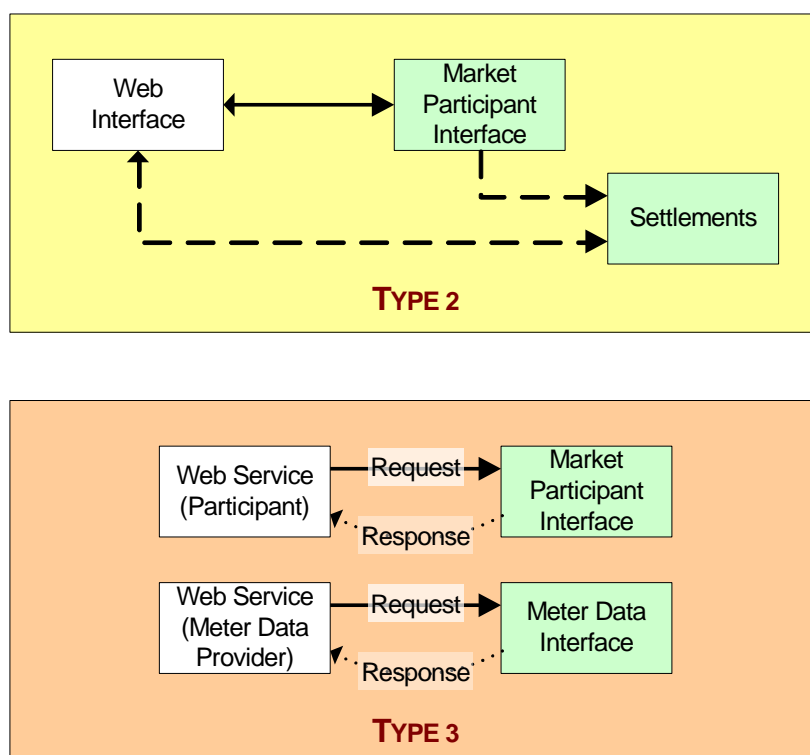 Web
Interface
Market
Participant
Interface
Settlements
TYPE 2
Web Service
(Participant)
Request
Response
Market
Participant
Interface
Web Service
(Meter Data
Provider)
Request
Response
Meter Data
Interface
TYPE 3